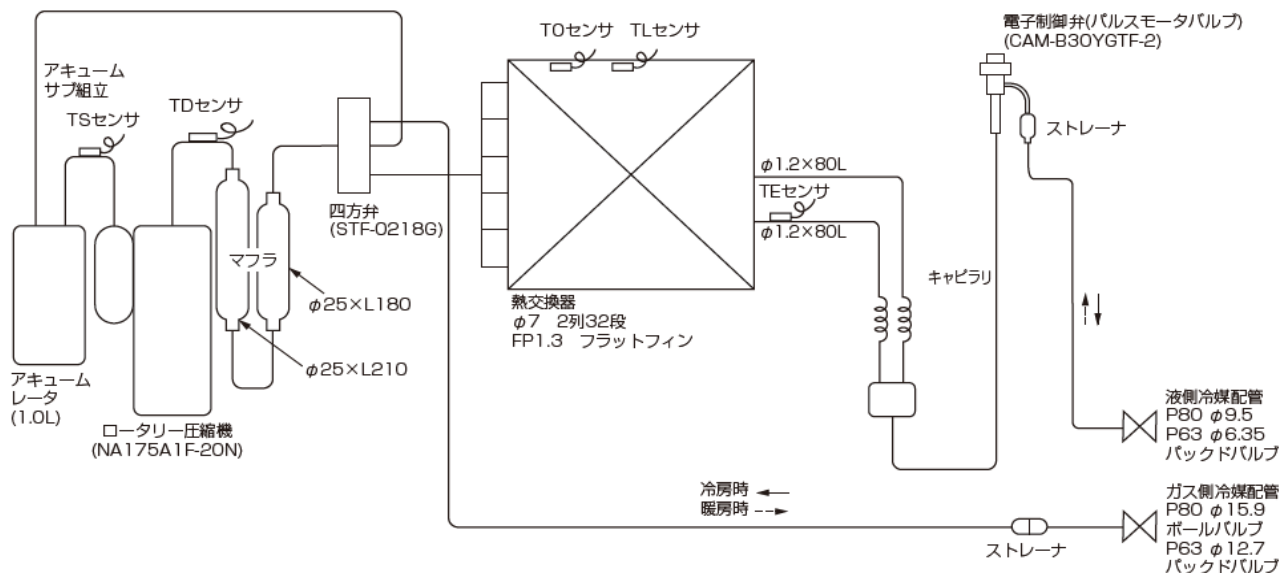 電子制御弁(パルスモータバルブ)
(CAM-B30YGTF-2)
TOセンサ
TLセンサ
アキューム
サブ組立
TSセンサ
TDセンサ
ストレーナ
φ1.2×80L
TEセンサ
φ1.2×80L
四方弁
(STF-0218G)
マフラ
キャピラリ
φ25×L180
熱交換器
φ7 2列32段
FP1.3 フラットフィン
φ25×L210
アキューム
レータ
(1.0L)
ロータリー圧縮機
(NA175A1F-20N)
液側冷媒配管
P80 φ9.5
P63 φ6.35
パックドバルブ
冷房時
暖房時
ガス側冷媒配管
P80 φ15.9
ボールバルブ
P63 φ12.7
パックドバルブ
ストレーナ